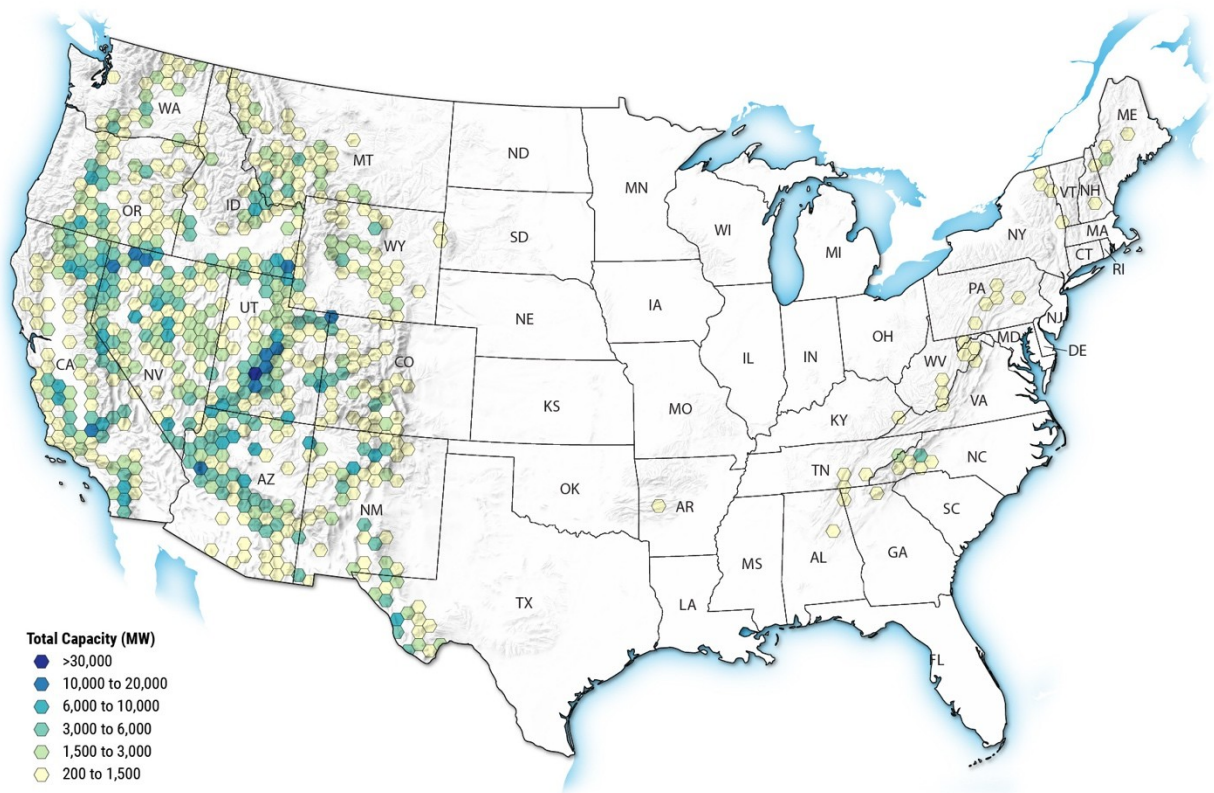 WA
MT
ND
MN
ME
OR
ID
SD
WI
MI
VT
NH
NY
MA
CT
RI
WY
NE
IA
PA
NJ
UT
NV
CA
CO
KS
MO
IL
IN
OH
WV
MD
DE
VA
KY
AZ
NM
OK
AR
TN
NC
SC
TX
LA
MS
AL
GA
FL
Total Capacity (MW)
>30,000
10,000 to 20,000
6,000 to 10,000
3,000 to 6,000
1,500 to 3,000
200 to 1,500